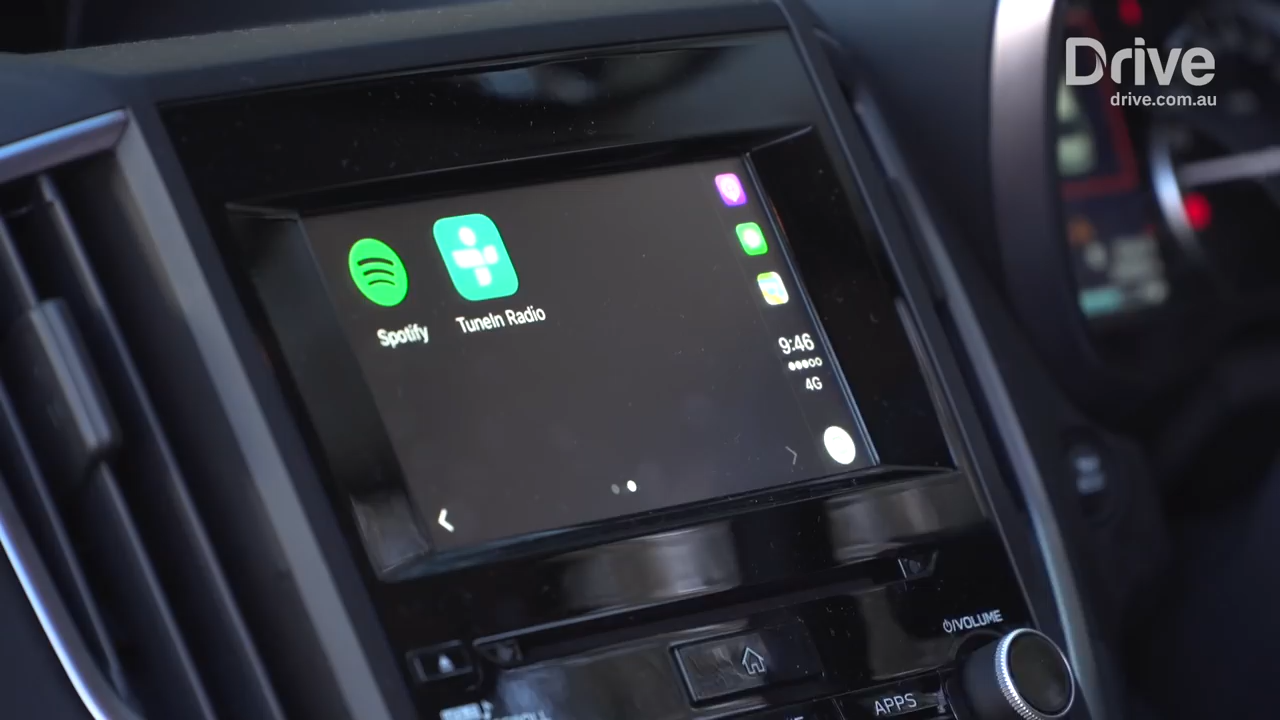 Drive
drive.com.au
Spotify
TuneIn Radio
9:46
4G
/VOLUME
APPS